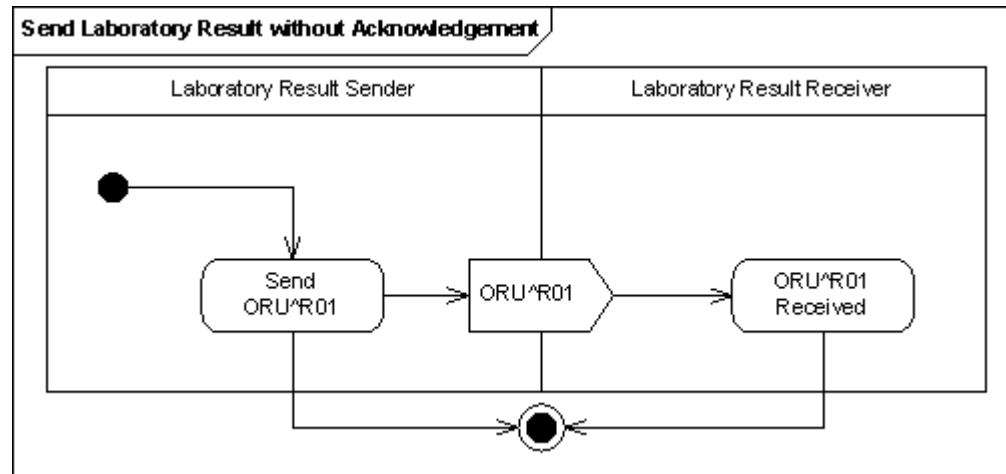 Send Laboratory Result without Acknowledgement
Laboratory Result Sender
Laboratory Result Receiver
Send
ORU^R01
ORU^R01
ORU^R01
Received